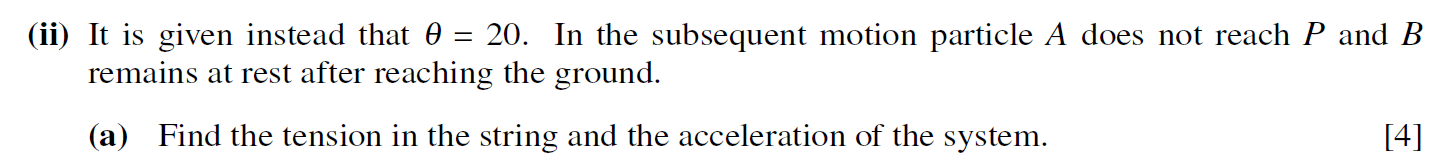 (ii) It is given instead that θ = 20. In the subsequent motion particle A does not reach P and B
remains at rest after reaching the ground.
(a) Find the tension in the string and the acceleration of the system. [4]